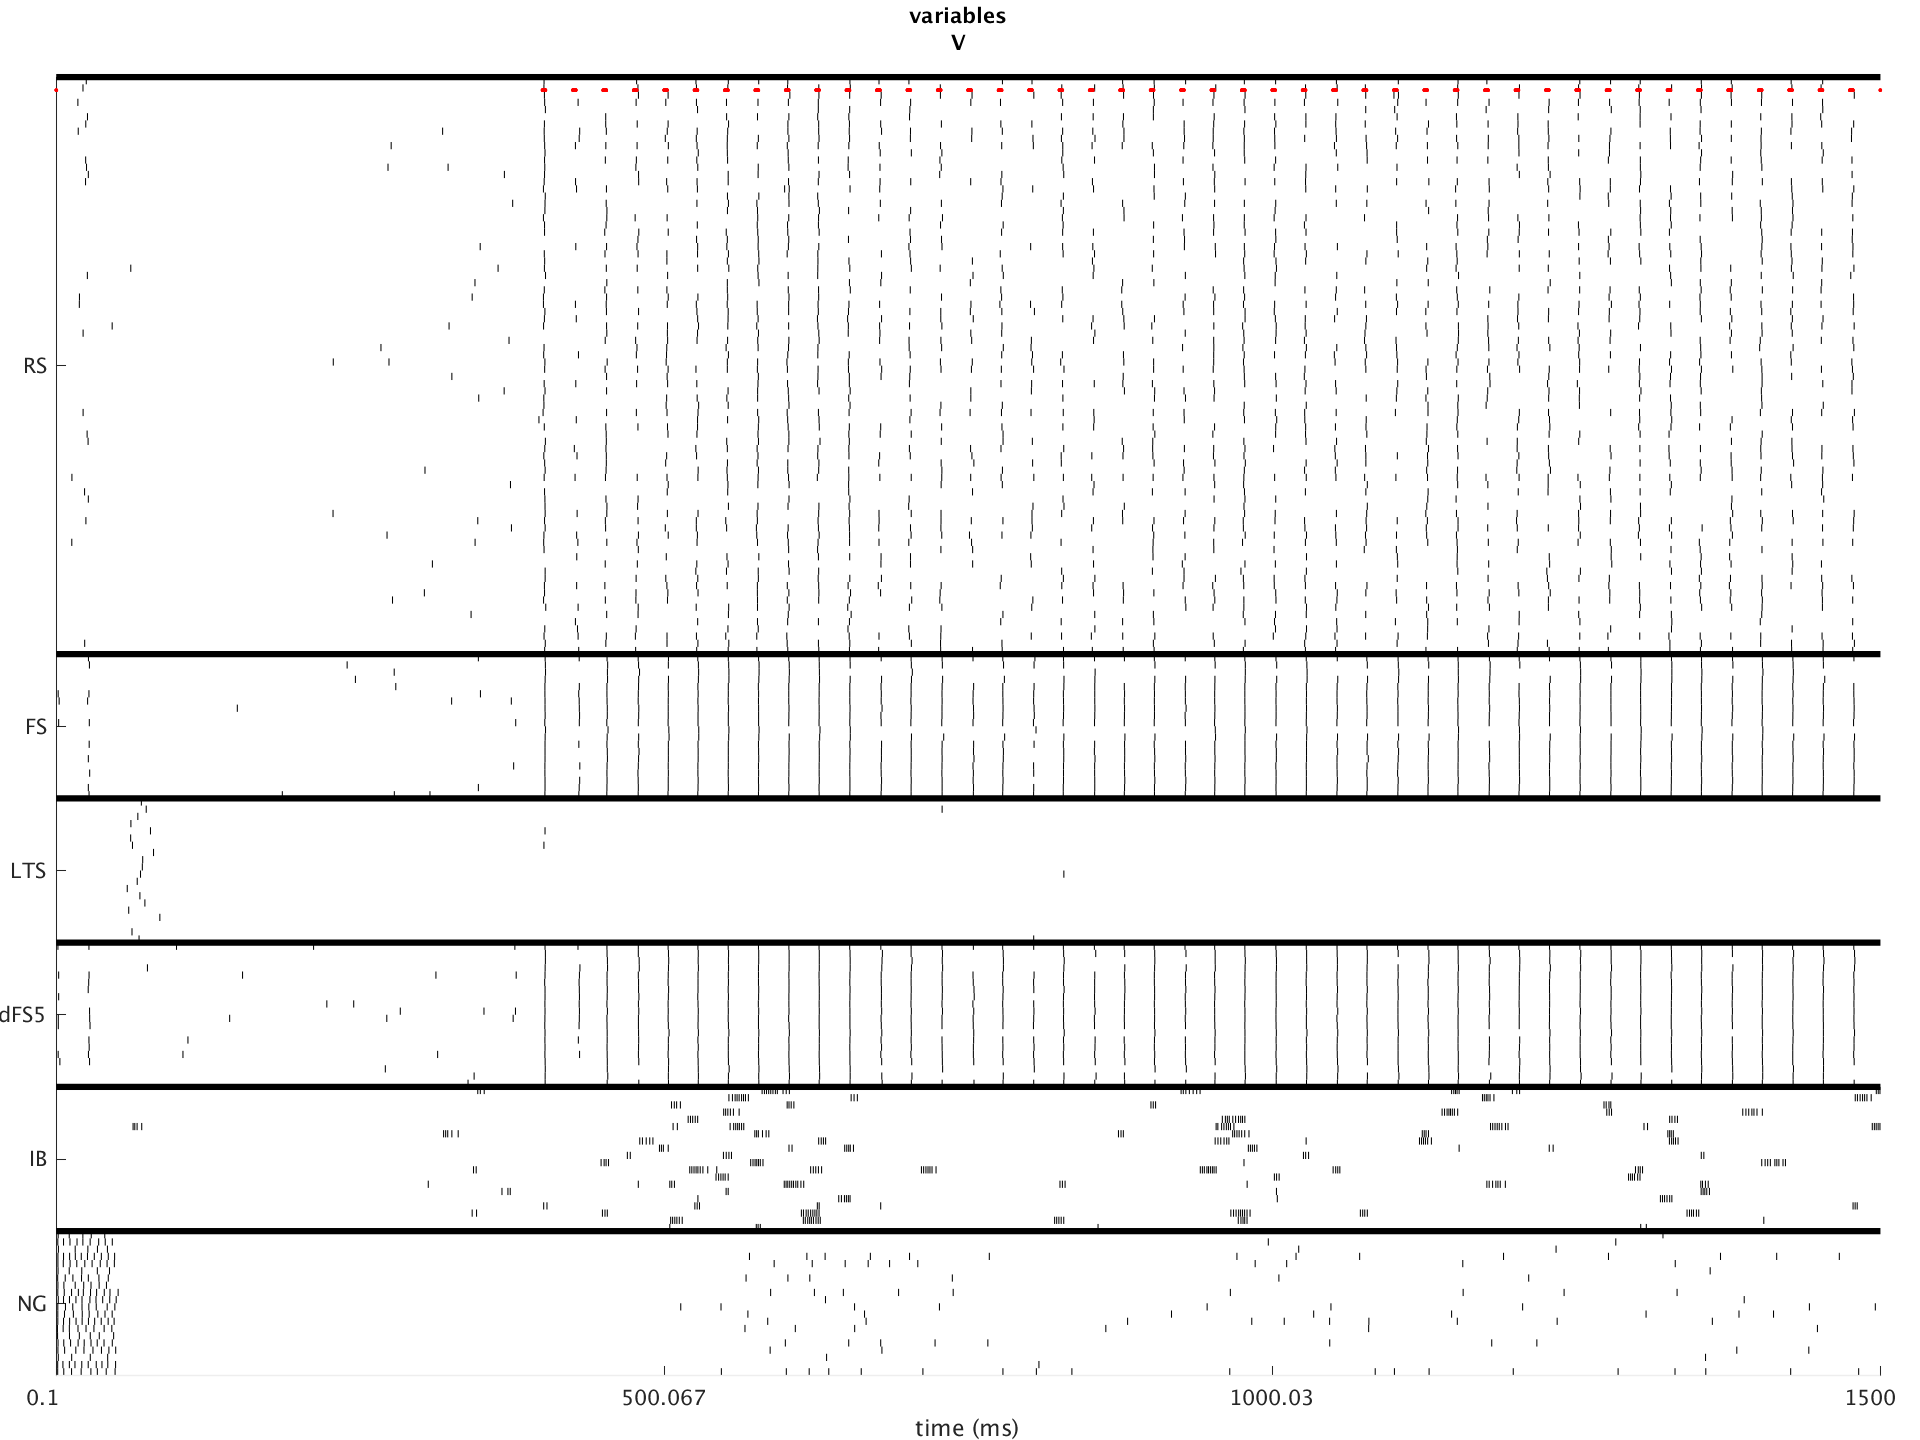 variables
V
RS
FS
LTS
dFS5
IB
NG
0.1
500.067
1000.03
1500
time (ms)